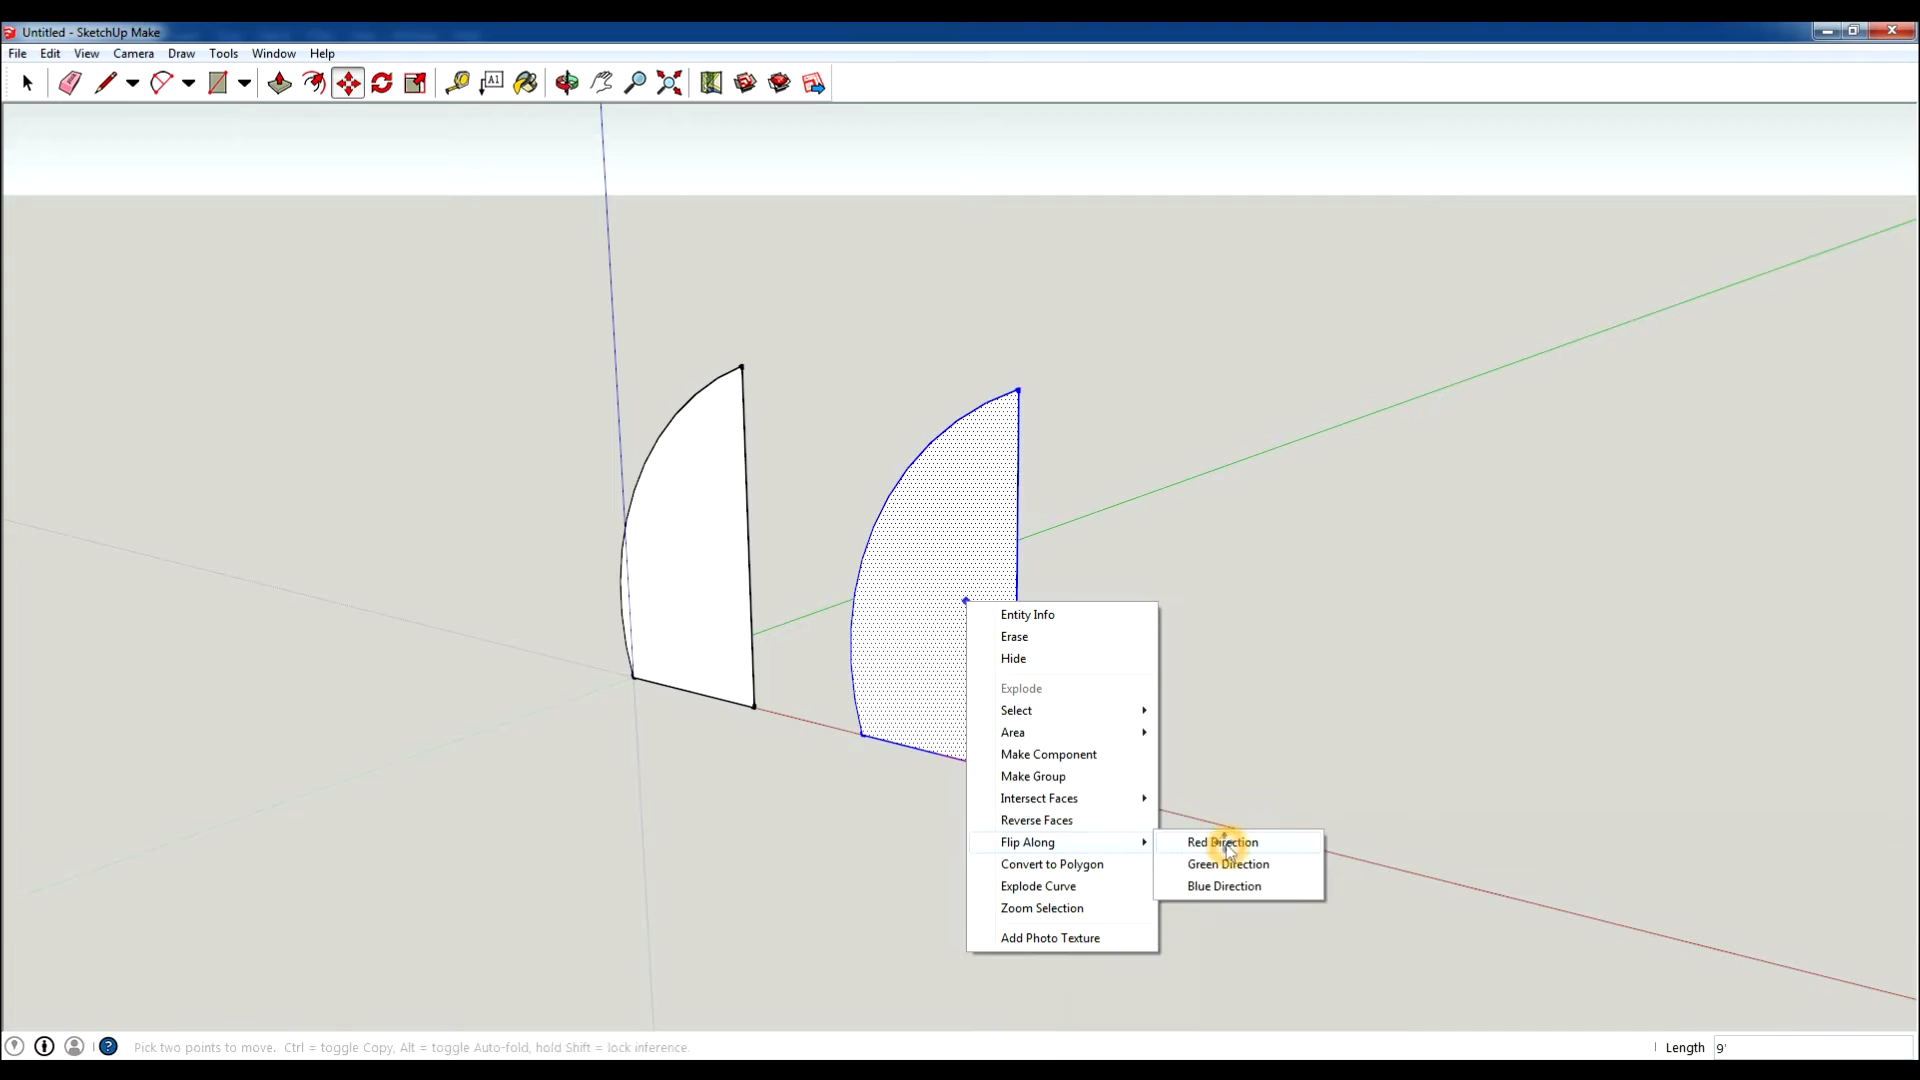 Untitled - SketchUp Make
File Edit View Camera Draw Tools Window Help
A1
Entity Info
Erase
Hide
Explode
Select
Area
Make Component
Make Group
Intersect Faces
Reverse Faces
Flip Along
Red Direction
Convert to Polygon
Green Direction
Explode Curve
Blue Direction
Zoom Selection
Add Photo Texture
Pick two points to move. Ctrl = toggle Copy, Alt = toggle Auto-fold, hold Shift = lock inference.
Length 9'